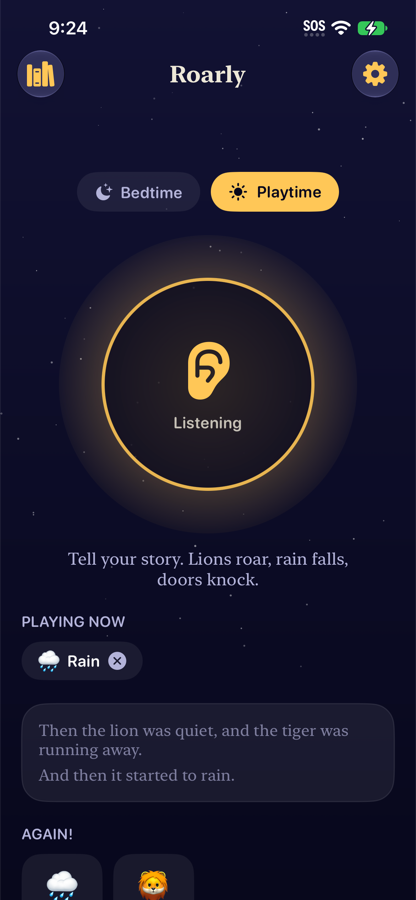 9:24
SOS
Roarly
Bedtime
Playtime
Listening
Tell your story. Lions roar, rain falls,
doors knock.
PLAYING NOW
Rain
Then the lion was quiet, and the tiger was
running away.
And then it started to rain.
AGAIN!